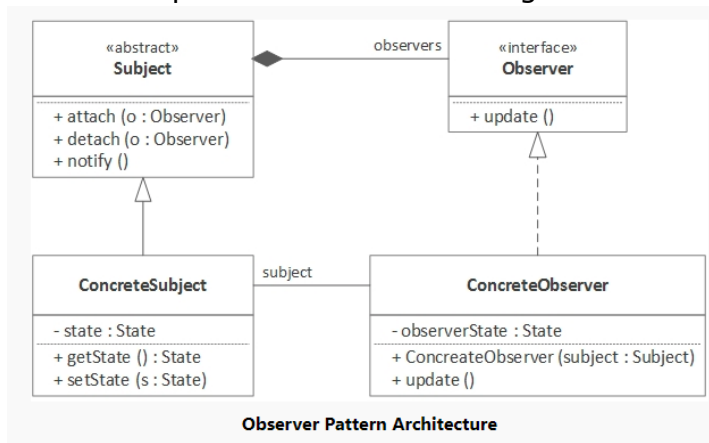 «abstract»
Subject
+ attach (o : Observer)
+ detach (o : Observer)
+ notify ()
observers
«interface»
Observer
+ update ()
ConcreteSubject
- state : State
+ getState () : State
+ setState (s : State)
subject
ConcreteObserver
- observerState : State
+ ConcreateObserver (subject : Subject)
+ update ()
Observer Pattern Architecture